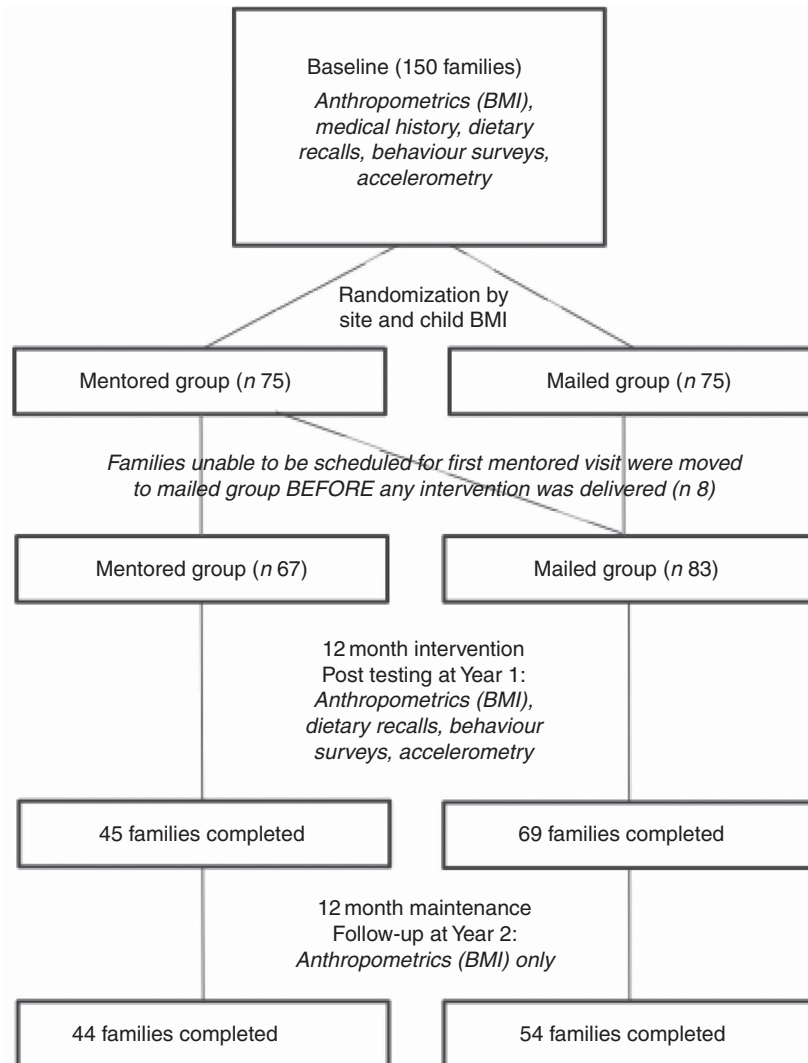 Baseline (150 families)
Anthropometrics (BMI),
medical history, dietary
recalls, behaviour surveys,
accelerometry
Randomization by
site and child BMI
Mentored group (n 75)
Mailed group (n 75)
Families unable to be scheduled for first mentored visit were moved
to mailed group BEFORE any intervention was delivered (n 8)
Mentored group (n 67)
Mailed group (n 83)
12 month intervention
Post testing at Year 1:
Anthropometrics (BMI),
dietary recalls, behaviour
surveys, accelerometry
45 families completed
69 families completed
12 month maintenance
Follow-up at Year 2:
Anthropometrics (BMI) only
44 families completed
54 families completed